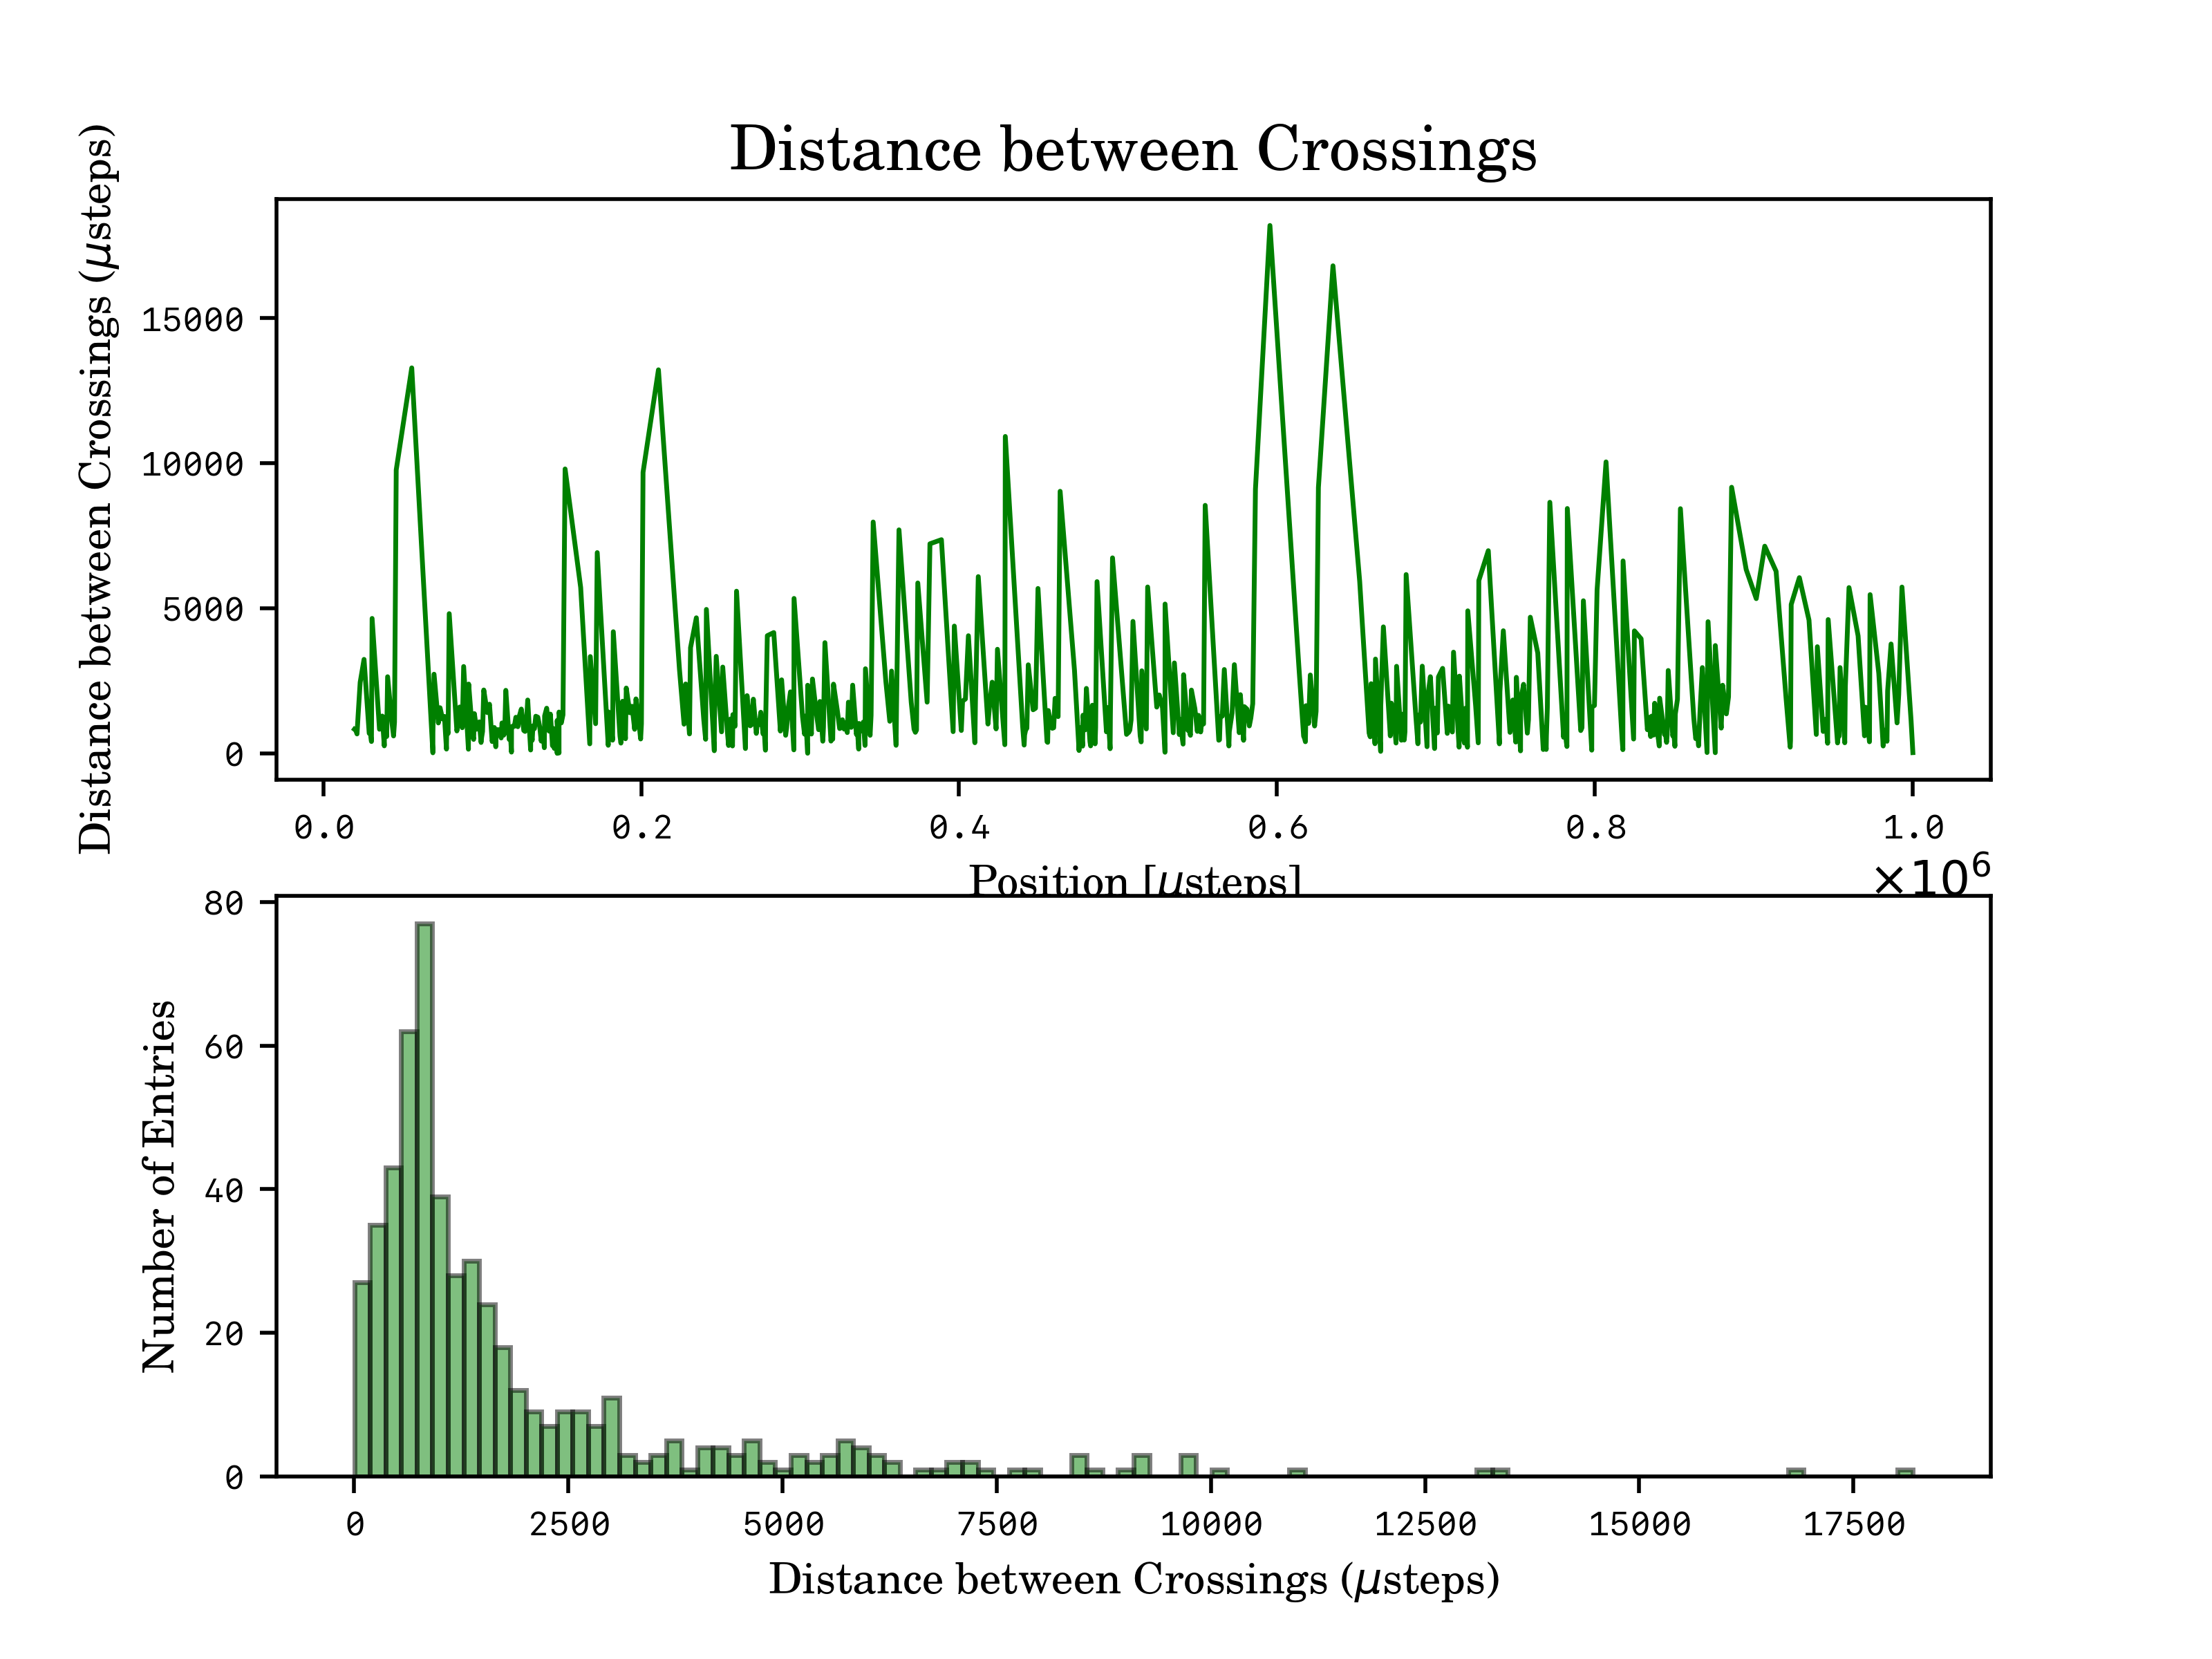 Distance between Crossings
Distance between Crossings (μsteps)
15000
10000
5000
0
0.0 0.2 0.4 0.6 0.8 1.0
Position [μsteps]
×10⁶
Number of Entries
80
60
40
20
0
0 2500 5000 7500 10000 12500 15000 17500
Distance between Crossings (μsteps)